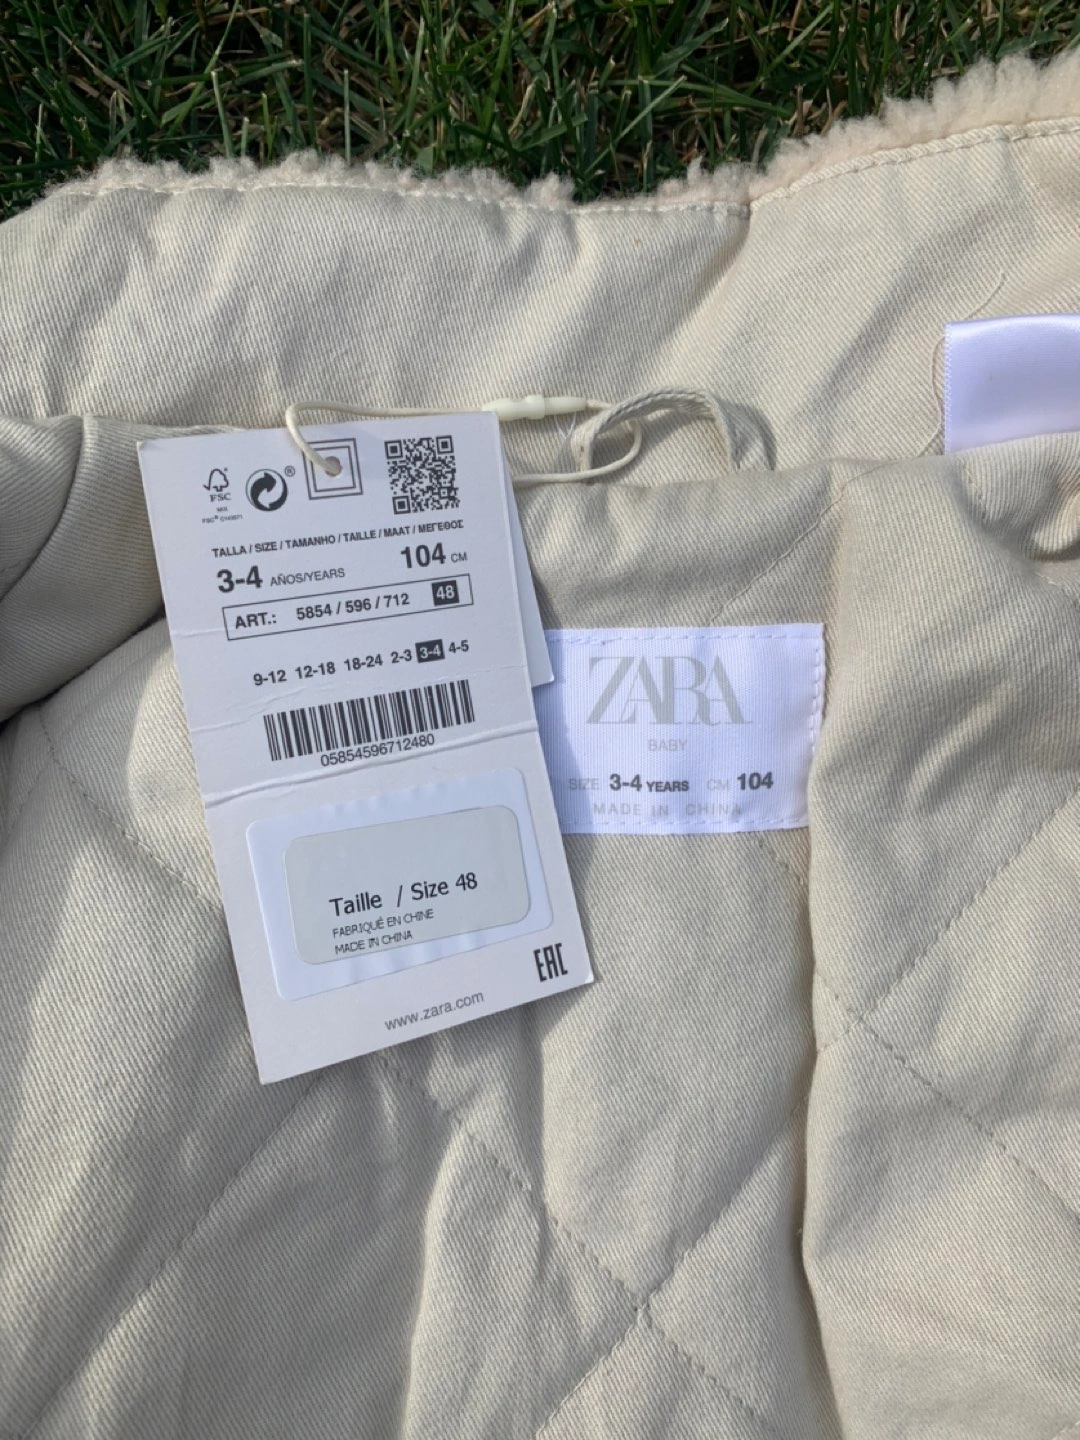 FSC
MIX
TALLA / SIZE / TAMANHO / TAILLE / MAAT / ΜΕΓΕΘΟΣ
3-4 AÑOS/YEARS 104 CM
ART.: 5854 / 596 / 712 48
9-12 12-18 18-24 2-3 3-4 4-5
05854596712480
Taille / Size 48
FABRIQUÉ EN CHINE
MADE IN CHINA
EAC
www.zara.com
ZARA
BABY
SIZE 3-4 YEARS CM 104
MADE IN CHINA